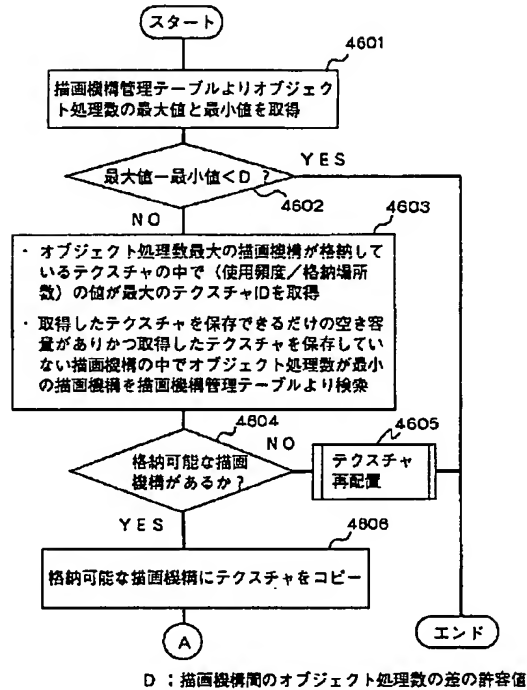 スタート
4601
描画機構管理テーブルよりオブジェク
ト処理数の最大値と最小値を取得
最大値－最小値＜D ?
YES
4602
NO
4603
・ オブジェクト処理数最大の描画機構が格納して
いるテクスチャの中で（使用頻度／格納場所
数）の値が最大のテクスチャIDを取得
・ 取得したテクスチャを保存できるだけの空き容
量がありかつ取得したテクスチャを保存してい
ない描画機構の中でオブジェクト処理数が最小
の描画機構を描画機構管理テーブルより検索
4604
格納可能な描画
機構があるか？
NO
4605
テクスチャ
再配置
YES
4606
格納可能な描画機構にテクスチャをコピー
A
エンド
D ：描画機構間のオブジェクト処理数の差の許容値